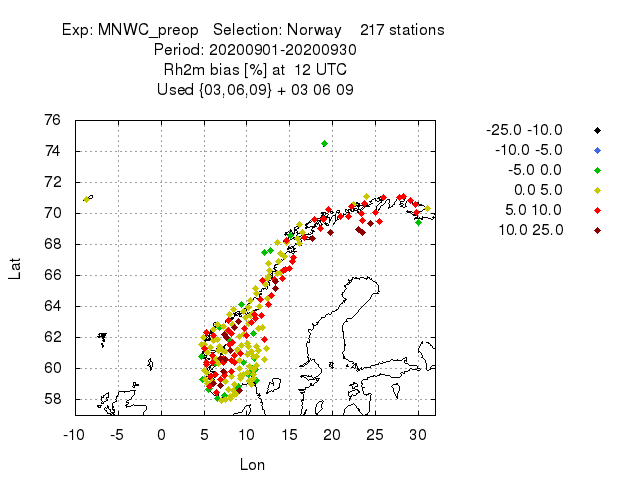 Exp: MNWC_preop Selection: Norway 217 stations
Period: 20200901-20200930
Rh2m bias [%] at 12 UTC
Used {03,06,09} + 03 06 09
76
74
72
70
68
66
64
62
60
58
Lat
-10 -5 0 5 10 15 20 25 30
Lon
-25.0 -10.0
-10.0 -5.0
-5.0 0.0
0.0 5.0
5.0 10.0
10.0 25.0